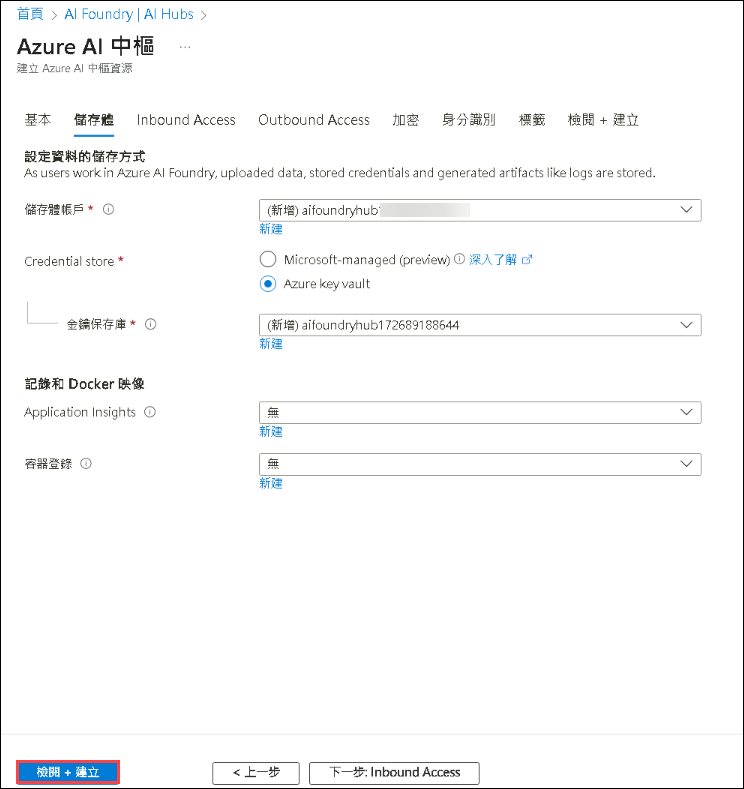 首頁 > AI Foundry | AI Hubs >
Azure AI 中樞 ...
建立 Azure AI 中樞資源
基本 儲存體 Inbound Access Outbound Access 加密 身分識別 標籤 檢閱 + 建立
設定資料的儲存方式
As users work in Azure AI Foundry, uploaded data, stored credentials and generated artifacts like logs are stored.
儲存體帳戶 * (新增) aifoundryhub
新建
Credential store * Microsoft-managed (preview) 深入了解
Azure key vault
金鑰保存庫 * (新增) aifoundryhub172689188644
新建
記錄和 Docker 映像
Application Insights 無
新建
容器登錄 無
新建
檢閱 + 建立 < 上一步 下一步: Inbound Access